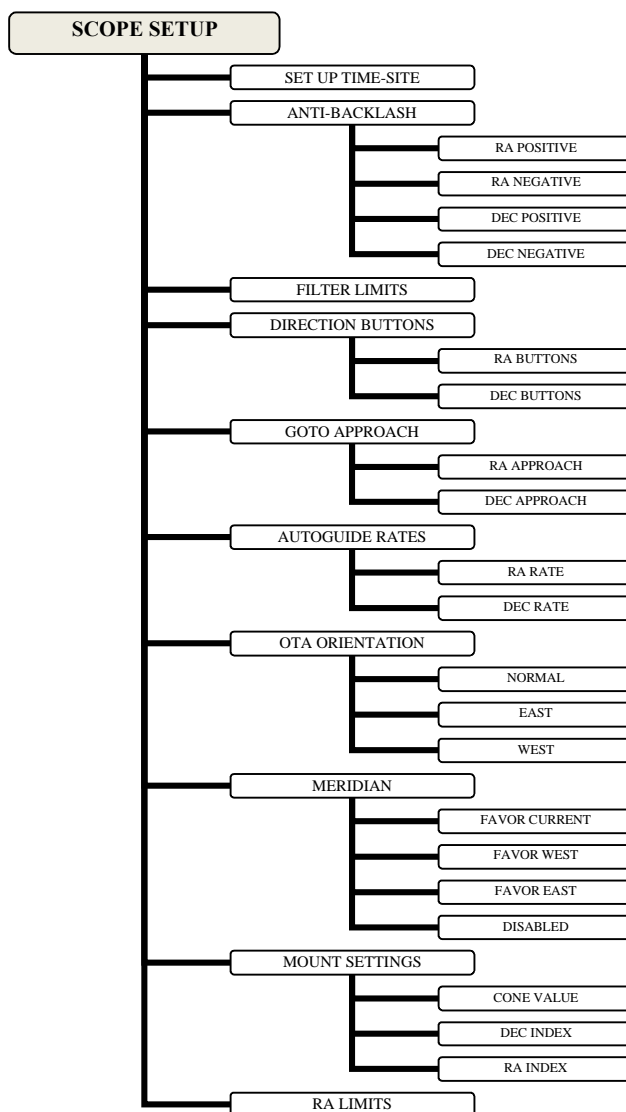 SCOPE SETUP
SET UP TIME-SITE
ANTI-BACKLASH
RA POSITIVE
RA NEGATIVE
DEC POSITIVE
DEC NEGATIVE
FILTER LIMITS
DIRECTION BUTTONS
RA BUTTONS
DEC BUTTONS
GOTO APPROACH
RA APPROACH
DEC APPROACH
AUTOGUIDE RATES
RA RATE
DEC RATE
OTA ORIENTATION
NORMAL
EAST
WEST
MERIDIAN
FAVOR CURRENT
FAVOR WEST
FAVOR EAST
DISABLED
MOUNT SETTINGS
CONE VALUE
DEC INDEX
RA INDEX
RA LIMITS